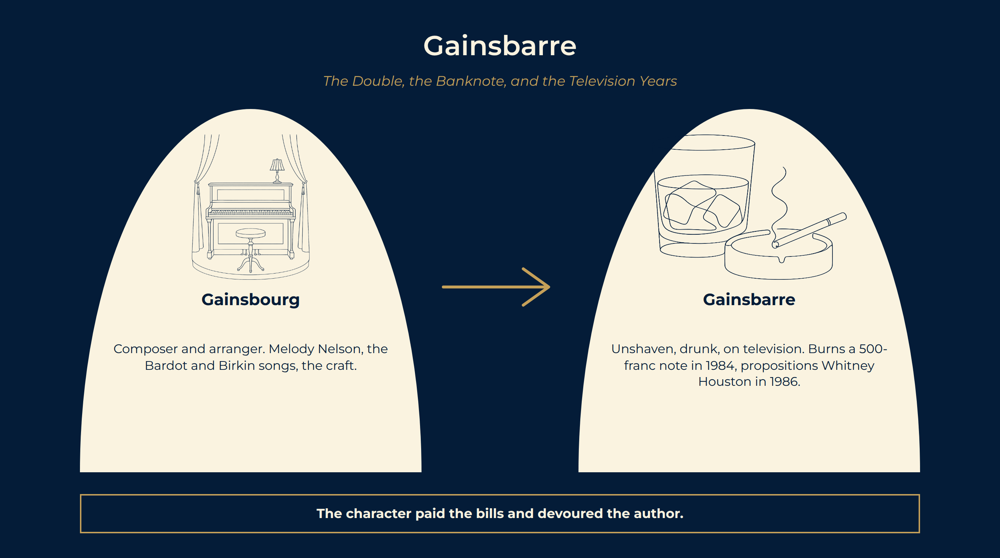 Gainsbarre
The Double, the Banknote, and the Television Years
Gainsbourg
Composer and arranger. Melody Nelson, the
Bardot and Birkin songs, the craft.
Gainsbarre
Unshaven, drunk, on television. Burns a 500-
franc note in 1984, propositions Whitney
Houston in 1986.
The character paid the bills and devoured the author.